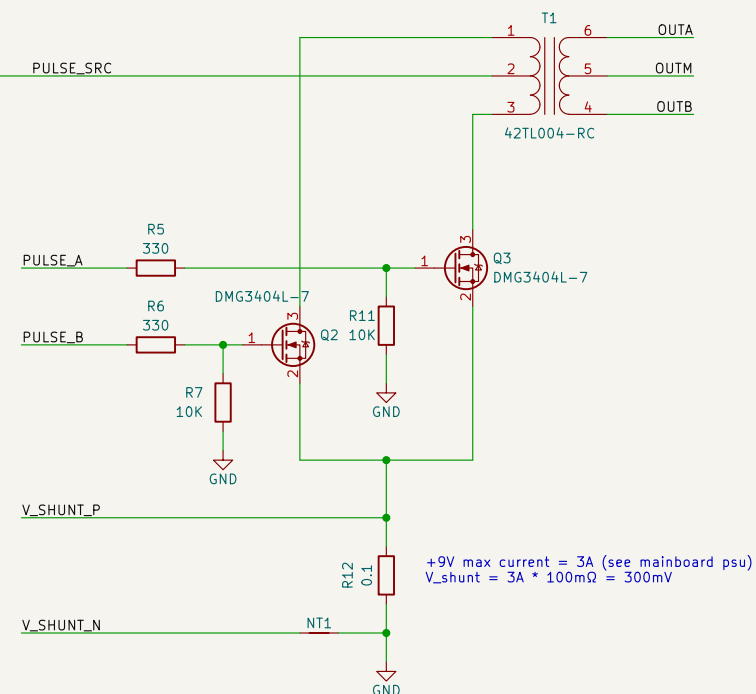 T1
1
6
OUTA
PULSE_SRC
2
5
OUTM
3
4
OUTB
42TL004-RC
R5
330
PULSE_A
1
3
Q3
DMG3404L-7
2
DMG3404L-7
R6
330
PULSE_B
1
3
Q2
2
R11
10K
GND
R7
10K
GND
V_SHUNT_P
R12
0.1
+9V max current = 3A (see mainboard psu)
V_shunt = 3A * 100mΩ = 300mV
V_SHUNT_N
NT1
GND